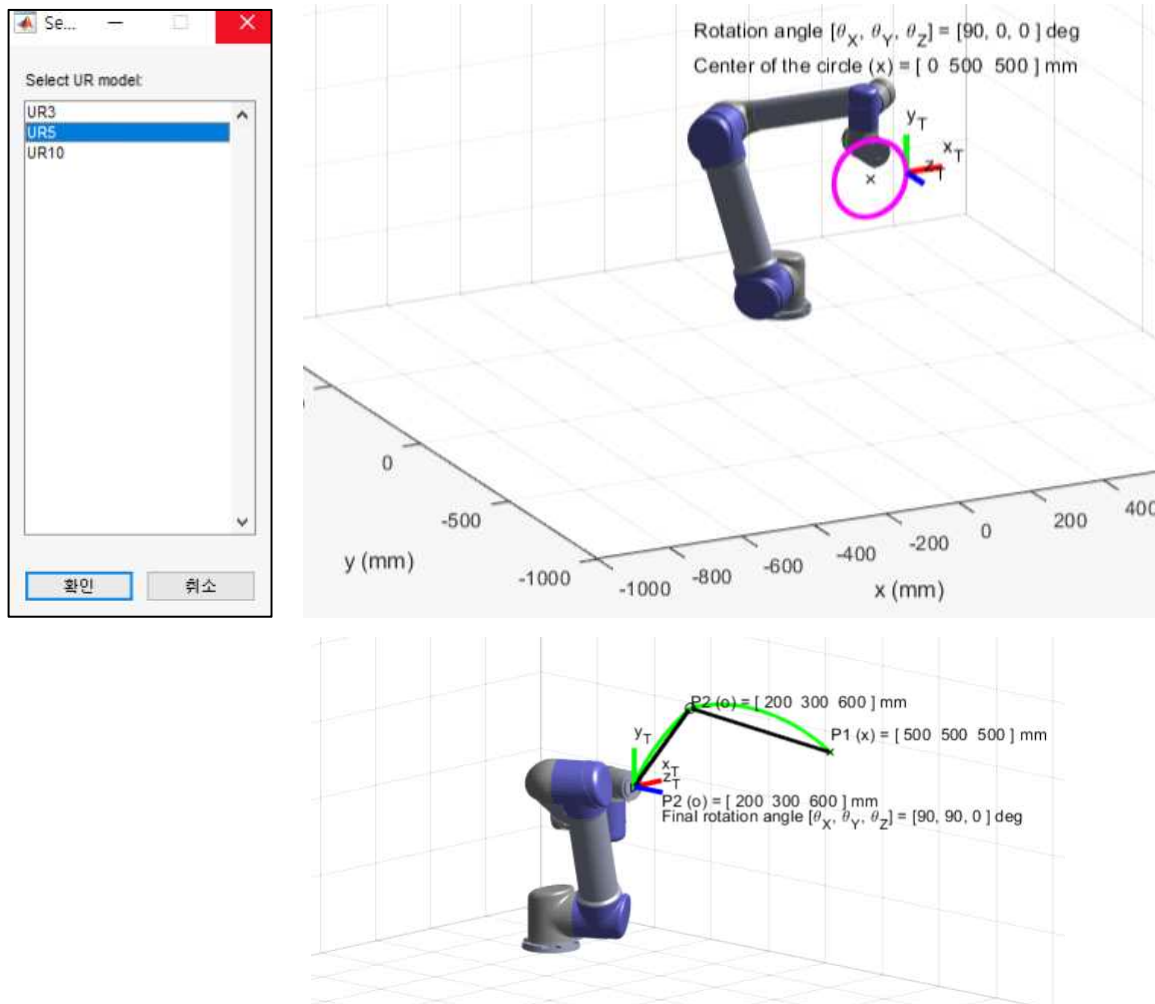 Se...
Select UR model:
UR3
UR5
UR10
확인
취소
Rotation angle [θX, θY, θZ] = [90, 0, 0 ] deg
Center of the circle (x) = [ 0 500 500 ] mm
yT
xT
zT
x
0
-500
-1000
y (mm)
-1000
-800
-600
-400
-200
0
200
400
x (mm)
P2 (o) = [ 200 300 600 ] mm
P1 (x) = [ 500 500 500 ] mm
yT
xT
zT
P2 (o) = [ 200 300 600 ] mm
Final rotation angle [θX, θY, θZ] = [90, 90, 0 ] deg